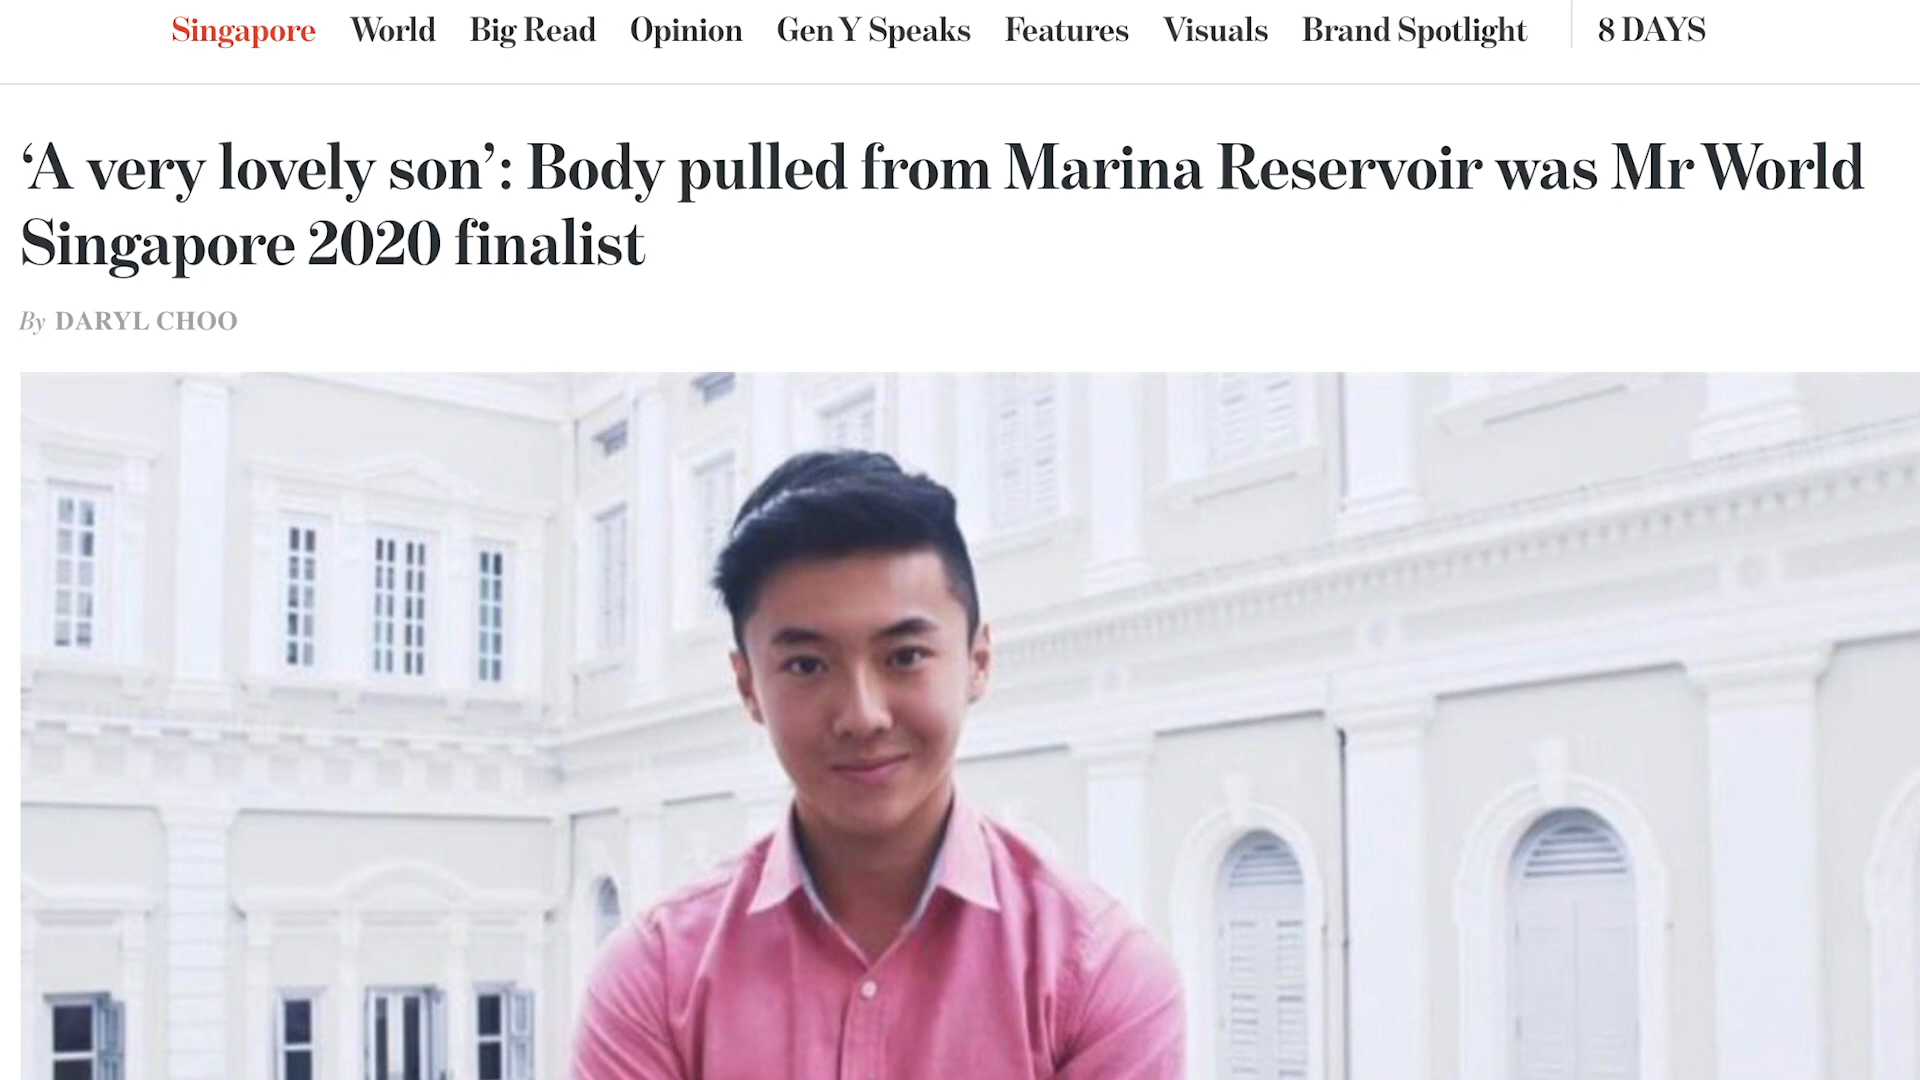 Singapore World Big Read Opinion Gen Y Speaks Features Visuals Brand Spotlight 8 DAYS
‘A very lovely son’: Body pulled from Marina Reservoir was Mr World
Singapore 2020 finalist
By DARYL CHOO